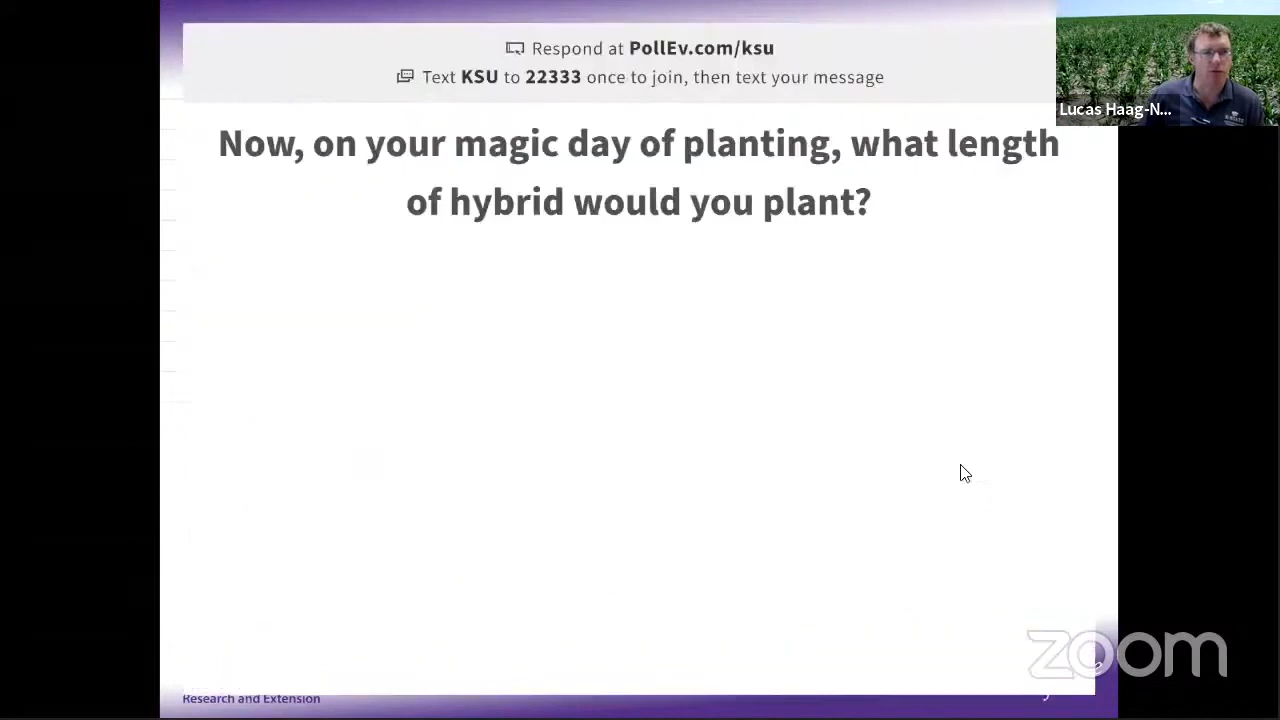 Respond at PollEv.com/ksu
Text KSU to 22333 once to join, then text your message
Now, on your magic day of planting, what length
of hybrid would you plant?
Lucas Haag-N...
zoom
Research and Extension